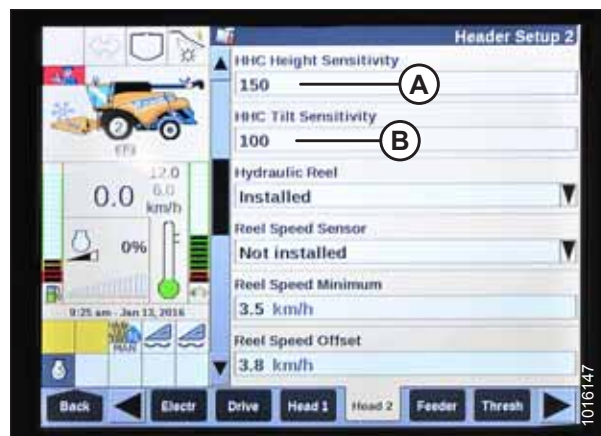 Header Setup 2
HHC Height Sensitivity
150
A
HHC Tilt Sensitivity
100
B
Hydraulic Reel
Installed
Reel Speed Sensor
Not installed
Reel Speed Minimum
3.5 km/h
Reel Speed Offset
3.8 km/h
2
12.0
0.0
6.0
km/h
0%
9:25 am - Jan 13, 2016
MAN
Back
Electr
Drive
Head 1
Head 2
Feeder
Thresh
1016147